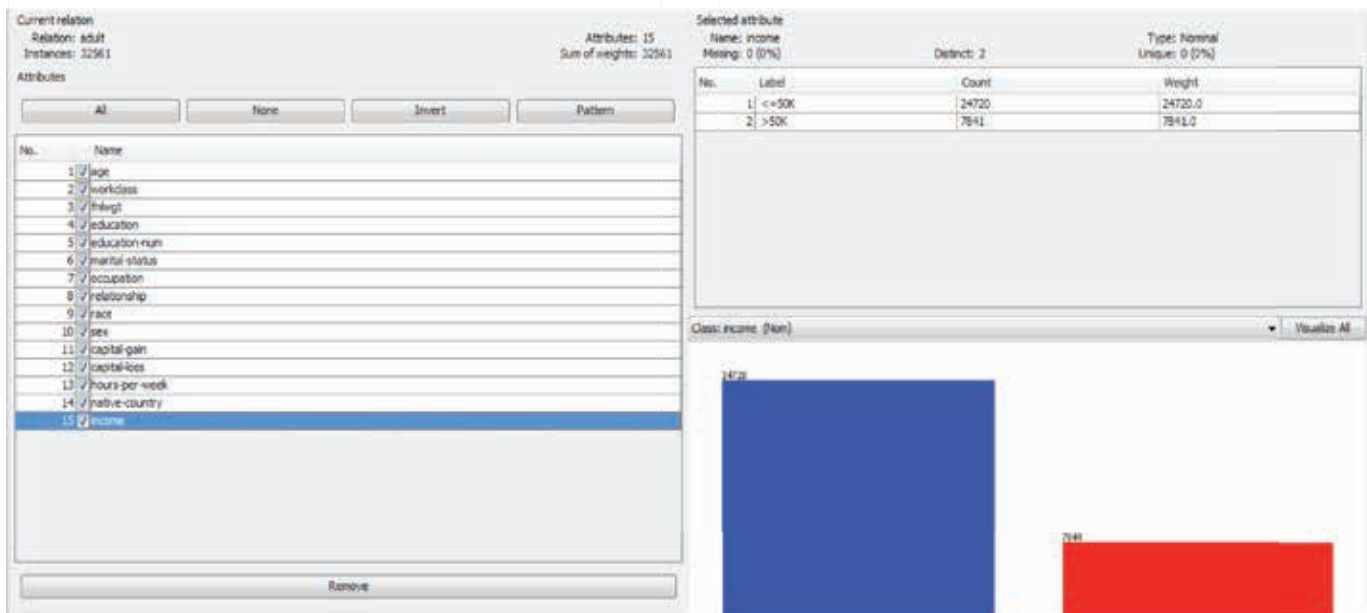 Current relation
Relation: adult
Instances: 32561
Attributes: 15
Sum of weights: 32561
Attributes
All
None
Invert
Pattern
No. Name
1 age
2 workclass
3 fnlwgt
4 education
5 education-num
6 marital-status
7 occupation
8 relationship
9 race
10 sex
11 capital-gain
12 capital-loss
13 hours-per-week
14 native-country
15 income
Remove
Selected attribute
Name: income
Missing: 0 (0%)
Distinct: 2
Type: Nominal
Unique: 0 (0%)
No. Label Count Weight
1 <=50K 24720 24720.0
2 >50K 7841 7841.0
Class: income (Nom)
Visualize All
24720
7841